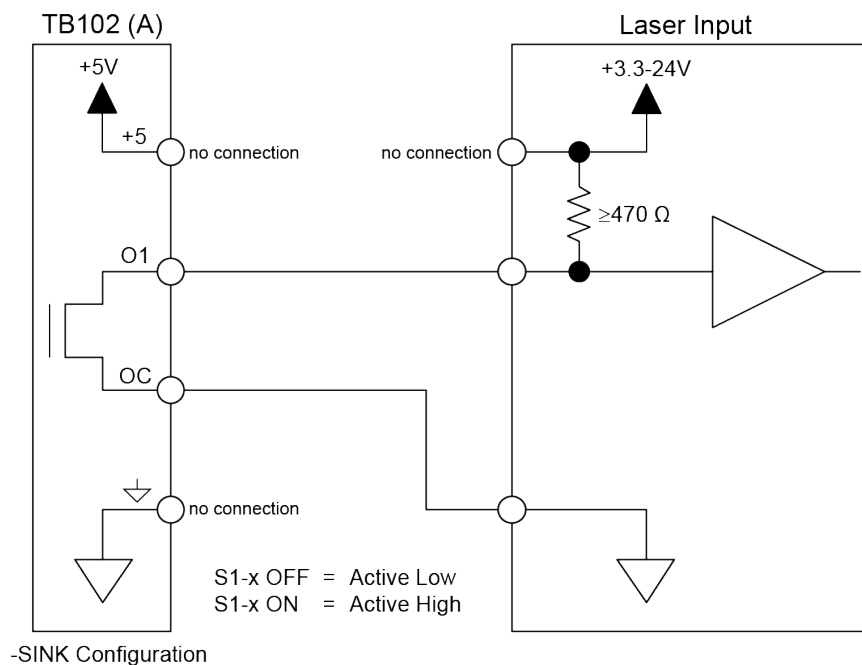 TB102 (A)
Laser Input
+5V
+3.3-24V
+5
no connection
no connection
≥470 Ω
O1
OC
no connection
S1-x OFF = Active Low
S1-x ON = Active High
-SINK Configuration